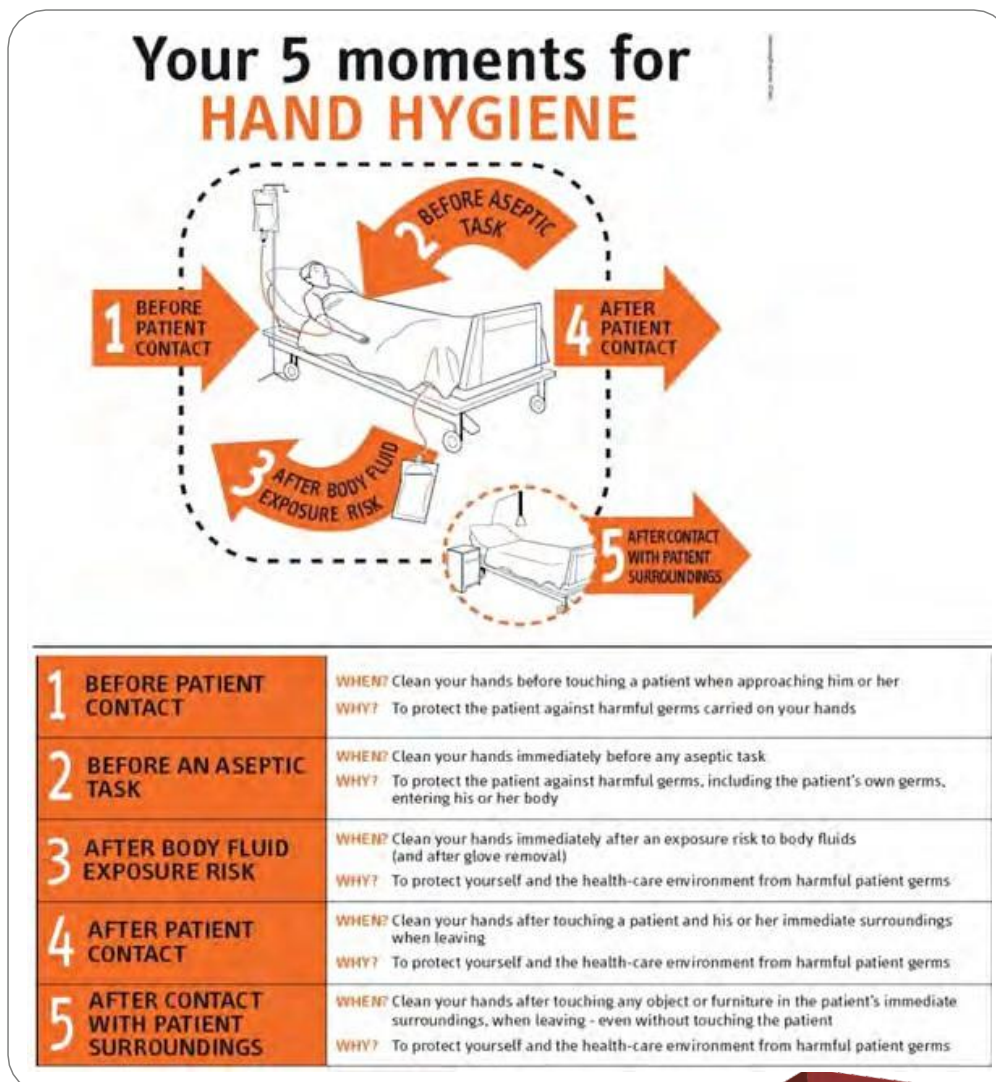 Your 5 moments for
HAND HYGIENE
2 BEFORE ASEPTIC
TASK
1 BEFORE
PATIENT
CONTACT
4 AFTER
PATIENT
CONTACT
3 AFTER BODY FLUID
EXPOSURE RISK
5 AFTER CONTACT
WITH PATIENT
SURROUNDINGS
1 BEFORE PATIENT
CONTACT
WHEN? Clean your hands before touching a patient when approaching him or her
WHY? To protect the patient against harmful germs carried on your hands
2 BEFORE AN ASEPTIC
TASK
WHEN? Clean your hands immediately before any aseptic task
WHY? To protect the patient against harmful germs, including the patient's own germs,
entering his or her body
3 AFTER BODY FLUID
EXPOSURE RISK
WHEN? Clean your hands immediately after an exposure risk to body fluids
(and after glove removal)
WHY? To protect yourself and the health-care environment from harmful patient germs
4 AFTER PATIENT
CONTACT
WHEN? Clean your hands after touching a patient and his or her immediate surroundings
when leaving
WHY? To protect yourself and the health-care environment from harmful patient germs
5 AFTER CONTACT
WITH PATIENT
SURROUNDINGS
WHEN? Clean your hands after touching any object or furniture in the patient's immediate
surroundings, when leaving - even without touching the patient
WHY? To protect yourself and the health-care environment from harmful patient germs